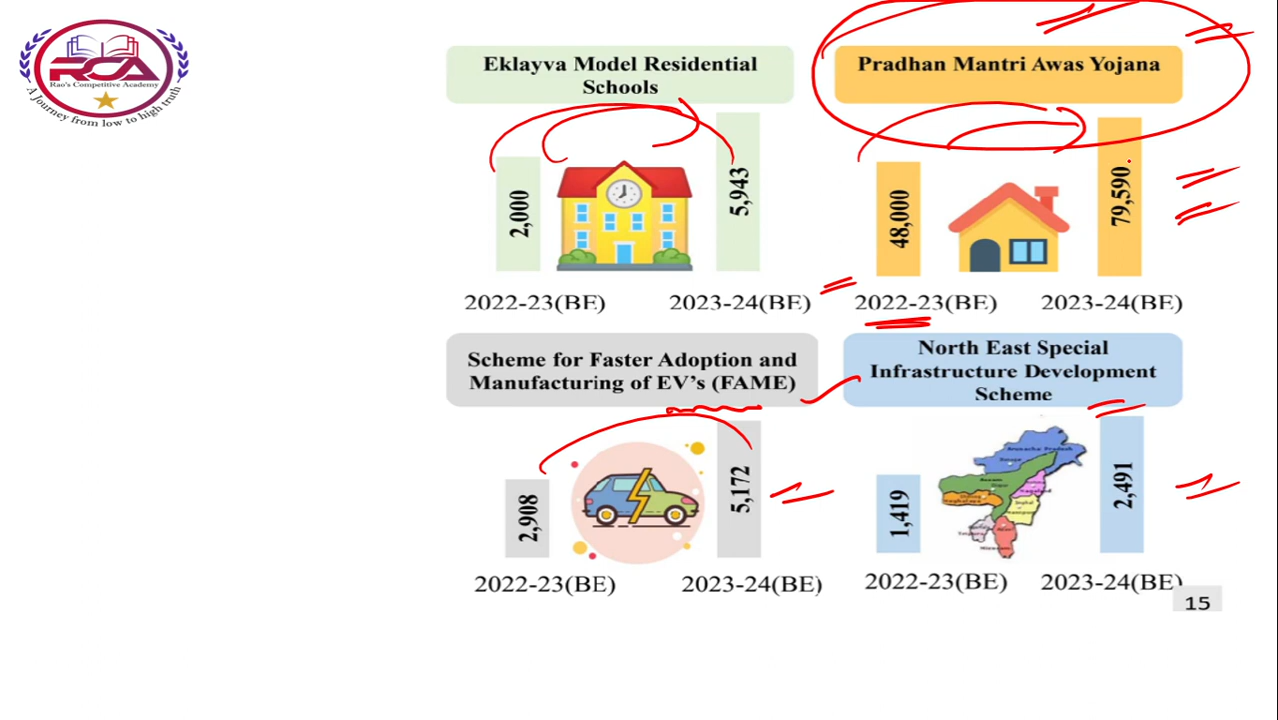 RCA
Rao's Competitive Academy
A Journey from low to high truth
Eklayva Model Residential
Schools
2,000
5,943
2022-23(BE)
2023-24(BE)
Pradhan Mantri Awas Yojana
48,000
79,590
2022-23(BE)
2023-24(BE)
Scheme for Faster Adoption and
Manufacturing of EV's (FAME)
2,908
5,172
2022-23(BE)
2023-24(BE)
North East Special
Infrastructure Development
Scheme
1,419
Arunachal Pradesh
Assam
2,491
2022-23(BE)
2023-24(BE)
15